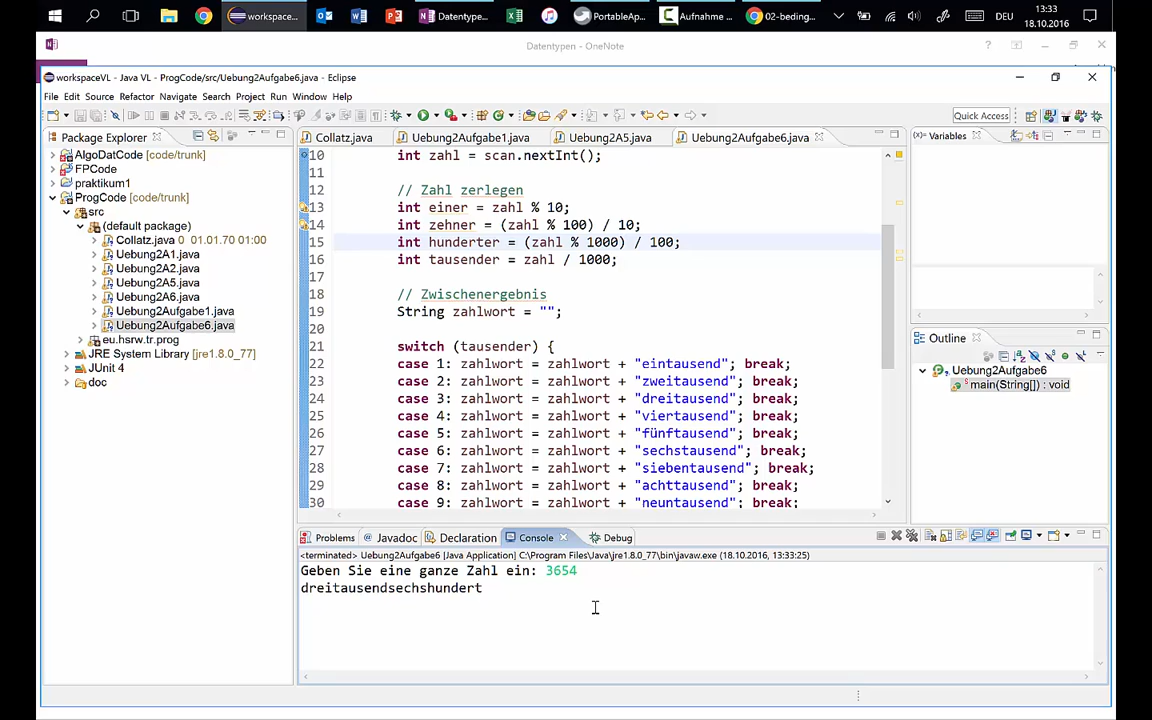 workspace...
Datentype...
PortableAp...
Aufnahme ...
02-beding...
DEU
13:33
18.10.2016
Datentypen - OneNote
workspaceVL - Java VL - ProgCode/src/Uebung2Aufgabe6.java - Eclipse
File Edit Source Refactor Navigate Search Project Run Window Help
Quick Access
Package Explorer
AlgoDatCode [code/trunk]
FPCode
praktikum1
ProgCode [code/trunk]
src
(default package)
Collatz.java 0 01.01.70 01:00
Uebung2A1.java
Uebung2A2.java
Uebung2A5.java
Uebung2A6.java
Uebung2Aufgabe1.java
Uebung2Aufgabe6.java
eu.hsrw.tr.prog
JRE System Library [jre1.8.0_77]
JUnit 4
doc
Collatz.java Uebung2Aufgabe1.java Uebung2A5.java Uebung2Aufgabe6.java
10 int zahl = scan.nextInt();
11
12 // Zahl zerlegen
13 int einer = zahl % 10;
14 int zehner = (zahl % 100) / 10;
15 int hunderter = (zahl % 1000) / 100;
16 int tausender = zahl / 1000;
17
18 // Zwischenergebnis
19 String zahlwort = "";
20
21 switch (tausender) {
22 case 1: zahlwort = zahlwort + "eintausend"; break;
23 case 2: zahlwort = zahlwort + "zweitausend"; break;
24 case 3: zahlwort = zahlwort + "dreitausend"; break;
25 case 4: zahlwort = zahlwort + "viertausend"; break;
26 case 5: zahlwort = zahlwort + "fünftausend"; break;
27 case 6: zahlwort = zahlwort + "sechstausend"; break;
28 case 7: zahlwort = zahlwort + "siebentausend"; break;
29 case 8: zahlwort = zahlwort + "achttausend"; break;
30 case 9: zahlwort = zahlwort + "neuntausend"; break;
Variables
Outline
Uebung2Aufgabe6
main(String[]) : void
Problems Javadoc Declaration Console Debug
<terminated> Uebung2Aufgabe6 [Java Application] C:\Program Files\Java\jre1.8.0_77\bin\javaw.exe (18.10.2016, 13:33:25)
Geben Sie eine ganze Zahl ein: 3654
dreitausendsechshundert